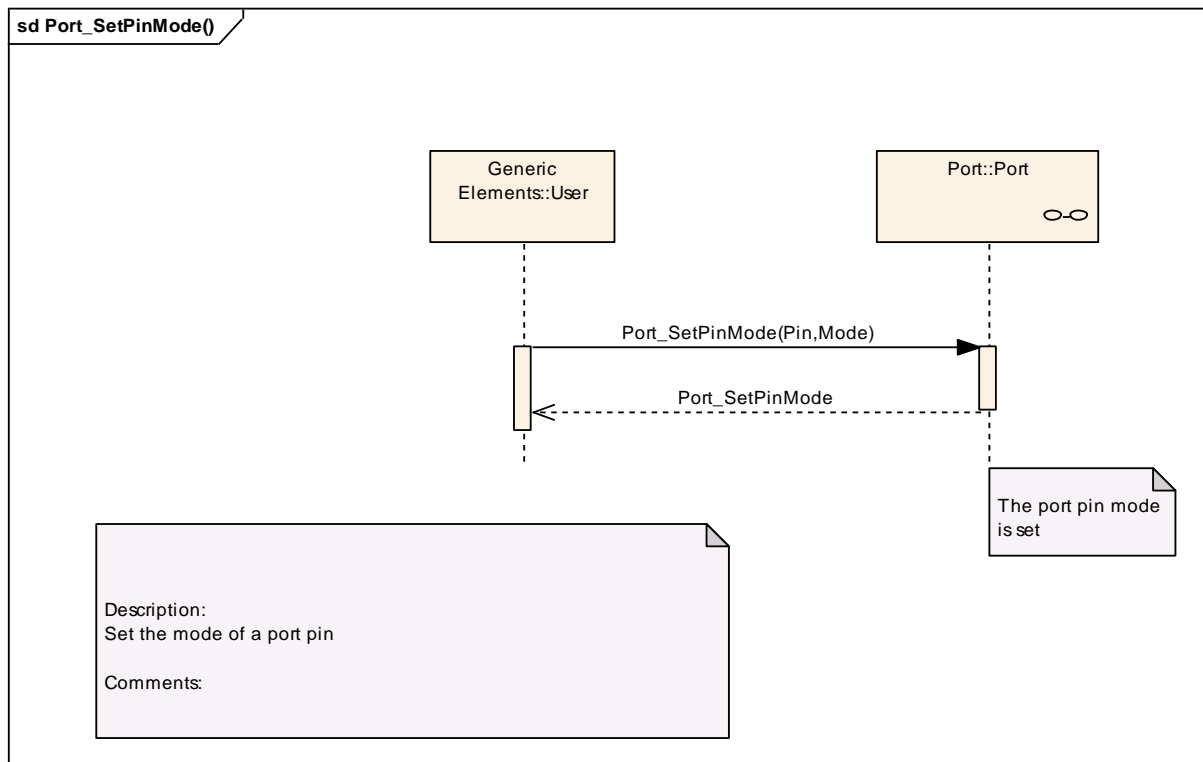 sd Port_SetPinMode()
Generic
Elements::User
Port::Port
Port_SetPinMode(Pin,Mode)
Port_SetPinMode
The port pin mode
is set
Description:
Set the mode of a port pin
Comments: